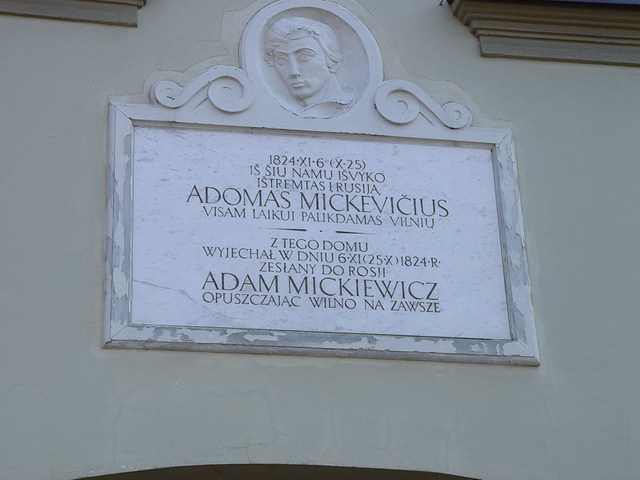 1824·XI·6 (X·25)
IŠ ŠIŲ NAMŲ IŠVYKO
IŠTREMTAS Į RUSIJĄ
ADOMAS MICKEVIČIUS
VISAM LAIKUI PALIKDAMAS VILNIŲ
Z TEGO DOMU
WYJECHAŁ W DNIU 6·XI(25·X)1824·R·
ZESŁANY DO ROSJI
ADAM MICKIEWICZ
OPUSZCZAJĄC WILNO NA ZAWSZE